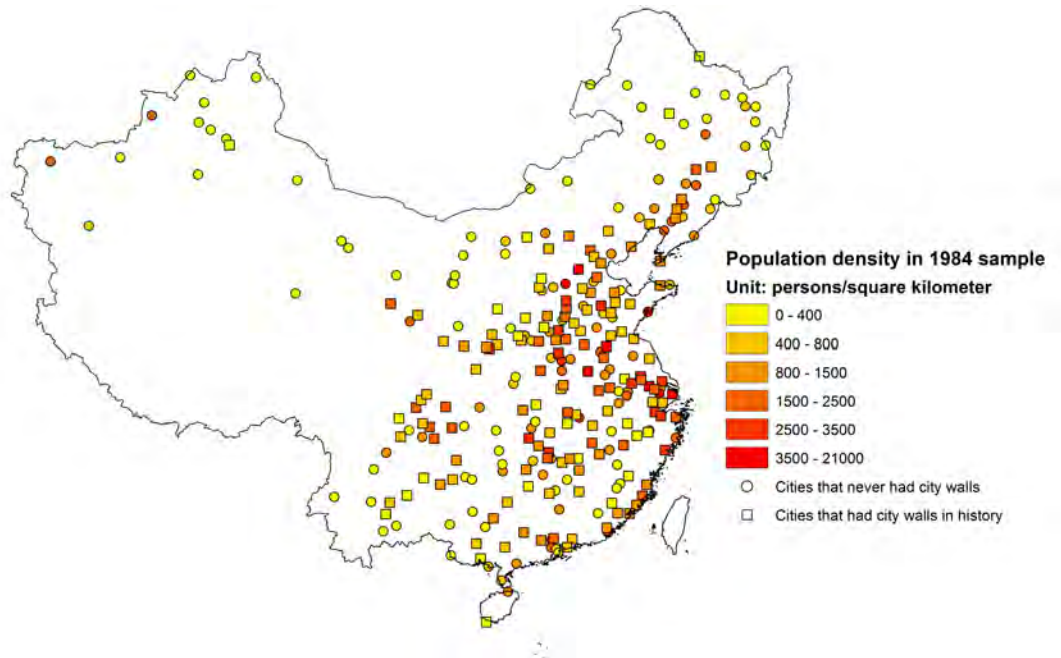 Population density in 1984 sample
Unit: persons/square kilometer
0 - 400
400 - 800
800 - 1500
1500 - 2500
2500 - 3500
3500 - 21000
Cities that never had city walls
Cities that had city walls in history